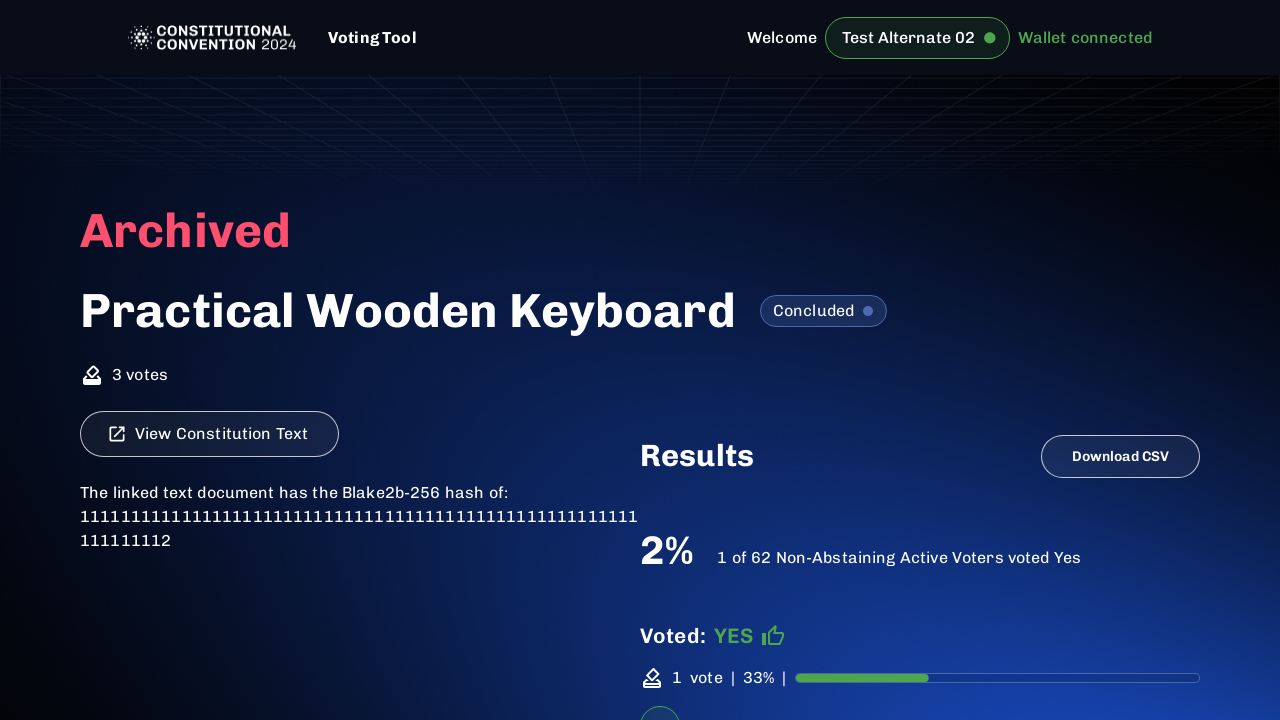 CONSTITUTIONAL
CONVENTION 2024
Voting Tool
Welcome
Test Alternate 02
Wallet connected
Archived
Practical Wooden Keyboard
Concluded
3 votes
View Constitution Text
The linked text document has the Blake2b-256 hash of:
1111111111111111111111111111111111111111111111111111111
111111112
Results
Download CSV
2%
1 of 62 Non-Abstaining Active Voters voted Yes
Voted: YES
1 vote | 33% |